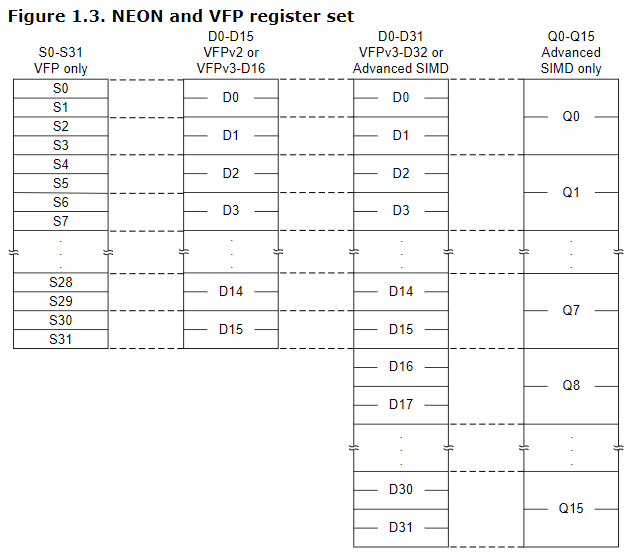 Figure 1.3. NEON and VFP register set
S0-S31
VFP only
S0
S1
S2
S3
S4
S5
S6
S7
S28
S29
S30
S31
D0-D15
VFPv2 or
VFPv3-D16
D0
D1
D2
D3
D14
D15
D0-D31
VFPv3-D32 or
Advanced SIMD
D0
D1
D2
D3
D14
D15
D16
D17
D30
D31
Q0-Q15
Advanced
SIMD only
Q0
Q1
Q7
Q8
Q15